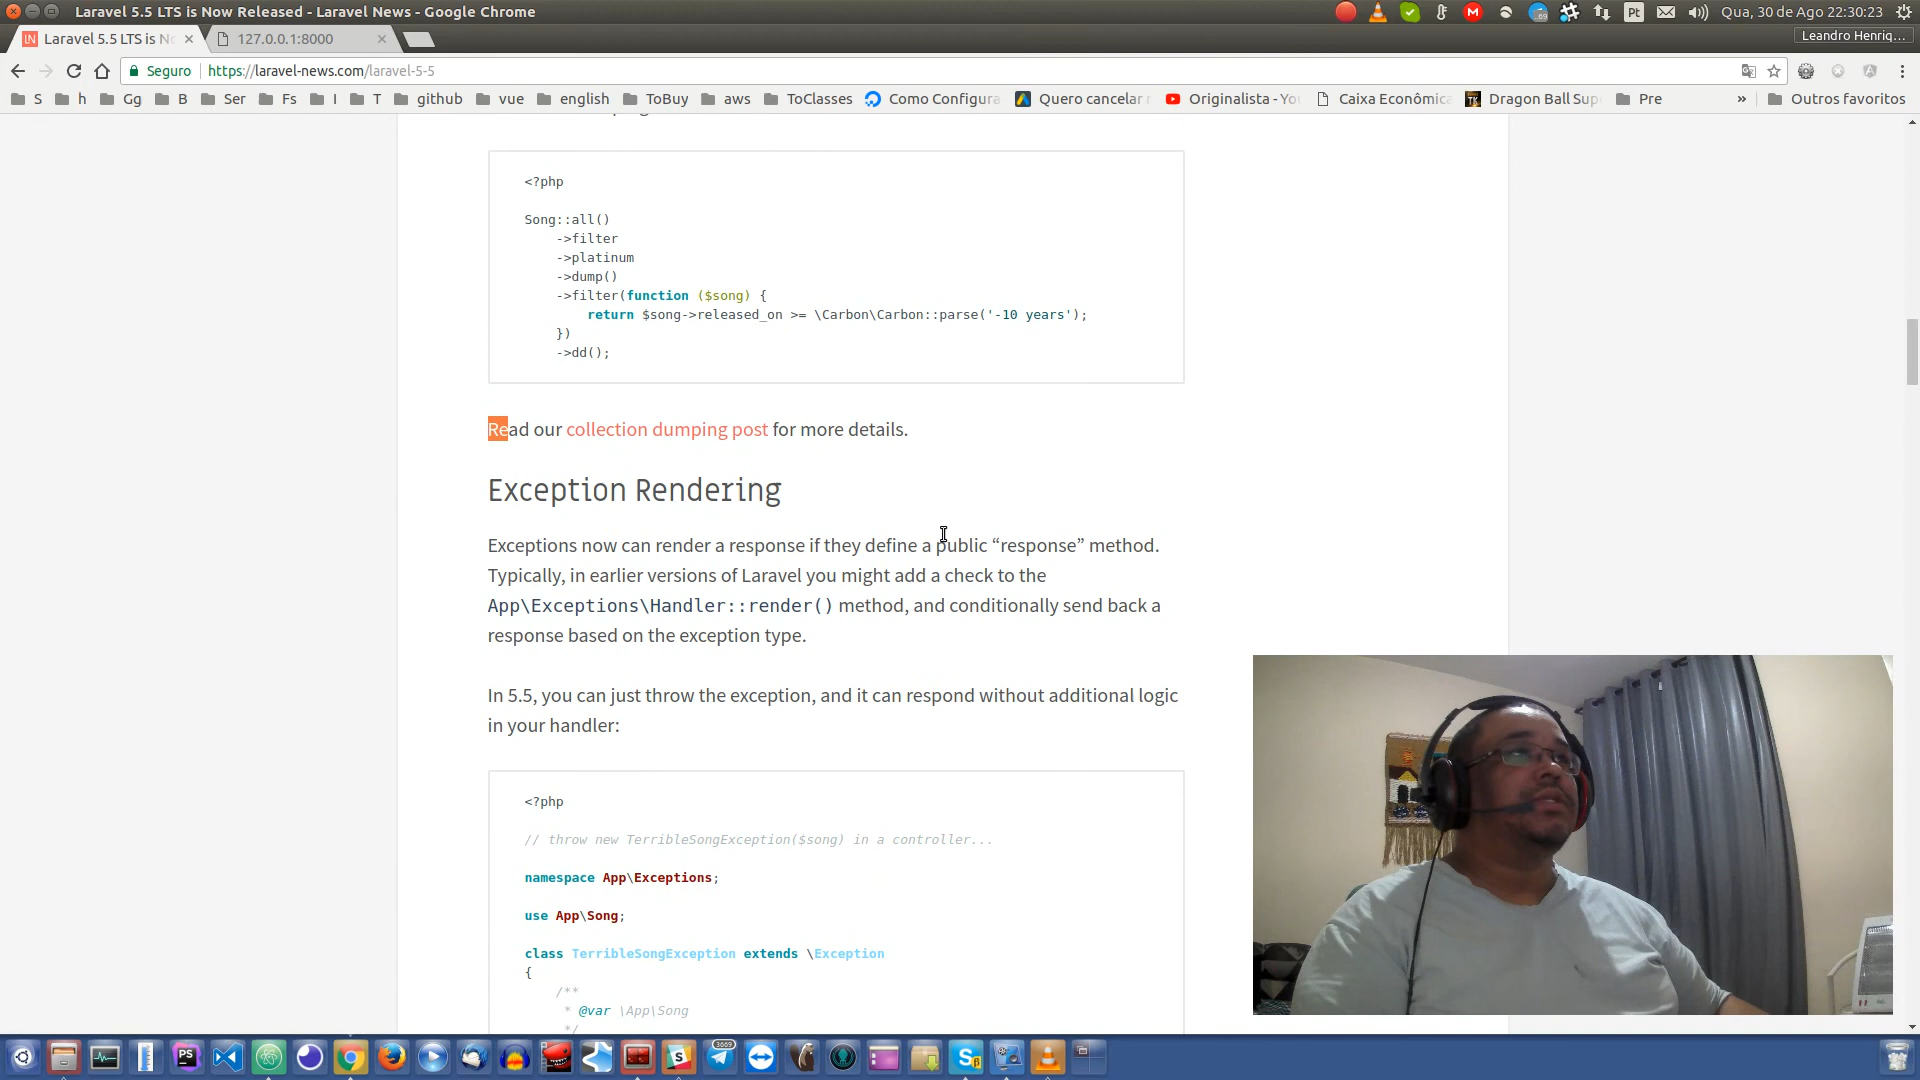 Laravel 5.5 LTS is Now Released - Laravel News - Google Chrome
Pt
Qua, 30 de Ago 22:30:23
Laravel 5.5 LTS is No
127.0.0.1:8000
Leandro Henriq...
Seguro
https://laravel-news.com/laravel-5-5
S
h
Gg
B
Ser
Fs
I
T
github
vue
english
ToBuy
aws
ToClasses
Como Configura
Quero cancelar
Originalista - Yo
Caixa Econômic
Dragon Ball Sup
Pre
»
Outros favoritos
<?php
Song::all()
->filter
->platinum
->dump()
->filter(function ($song) {
return $song->released_on >= \Carbon\Carbon::parse('-10 years');
})
->dd();
Read our collection dumping post for more details.
Exception Rendering
Exceptions now can render a response if they define a public “response” method.
Typically, in earlier versions of Laravel you might add a check to the
App\Exceptions\Handler::render() method, and conditionally send back a
response based on the exception type.
In 5.5, you can just throw the exception, and it can respond without additional logic
in your handler:
<?php
// throw new TerribleSongException($song) in a controller...
namespace App\Exceptions;
use App\Song;
class TerribleSongException extends \Exception
{
/**
* @var \App\Song
*/
PS
3669